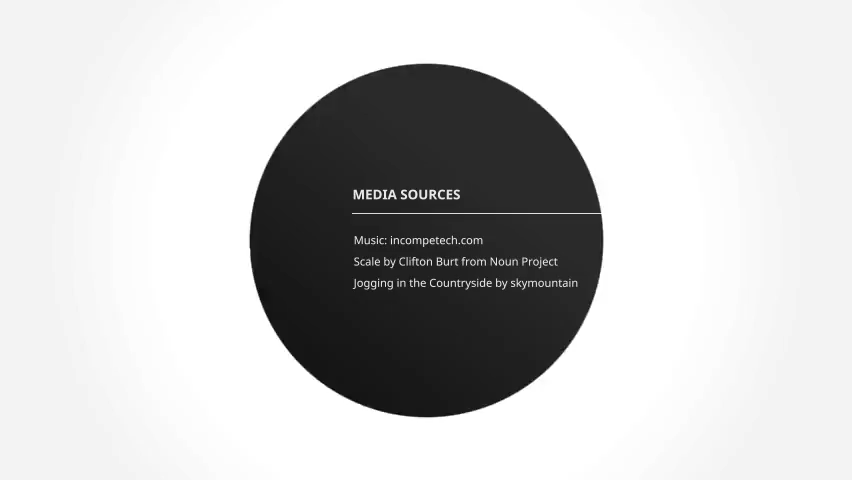 MEDIA SOURCES
Music: incompetech.com
Scale by Clifton Burt from Noun Project
Jogging in the Countryside by skymountain